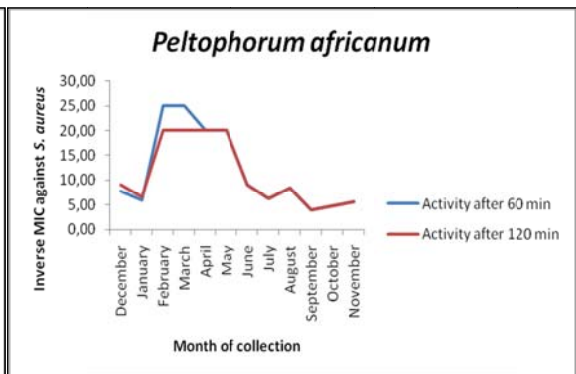 Peltophorum africanum
Inverse MIC against S. aureus
30,00
25,00
20,00
15,00
10,00
5,00
0,00
December
January
February
March
April
May
June
July
August
September
October
November
Month of collection
Activity after 60 min
Activity after 120 min